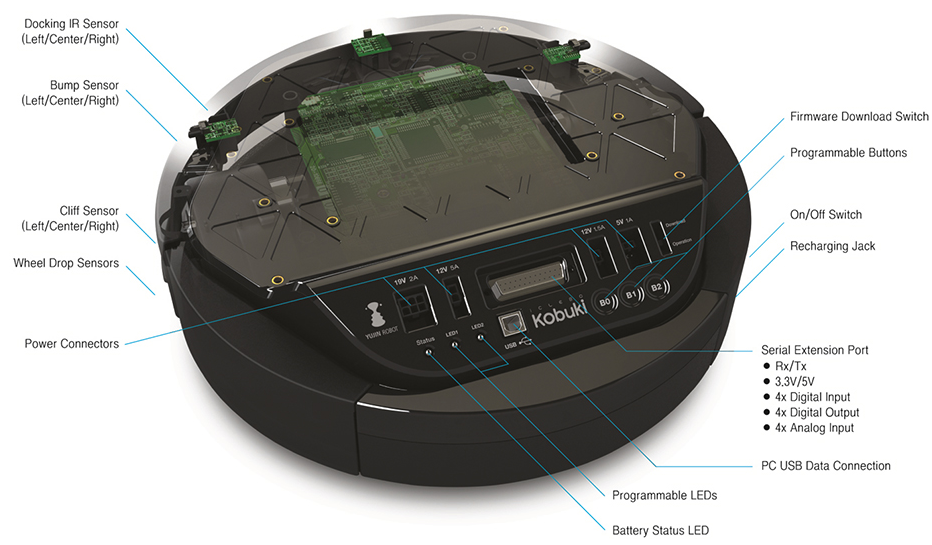 Docking IR Sensor
(Left/Center/Right)
Bump Sensor
(Left/Center/Right)
Cliff Sensor
(Left/Center/Right)
Wheel Drop Sensors
Power Connectors
Firmware Download Switch
Programmable Buttons
On/Off Switch
Recharging Jack
Serial Extension Port
● Rx/Tx
● 3.3V/5V
● 4x Digital Input
● 4x Digital Output
● 4x Analog Input
PC USB Data Connection
Programmable LEDs
Battery Status LED
19V 2A
12V 5A
12V 1.5A
5V 1A
Download
Operation
YUJIN ROBOT
Status
LED1
LED2
USB
iCLEBO
Kobuki
B0
B1
B2